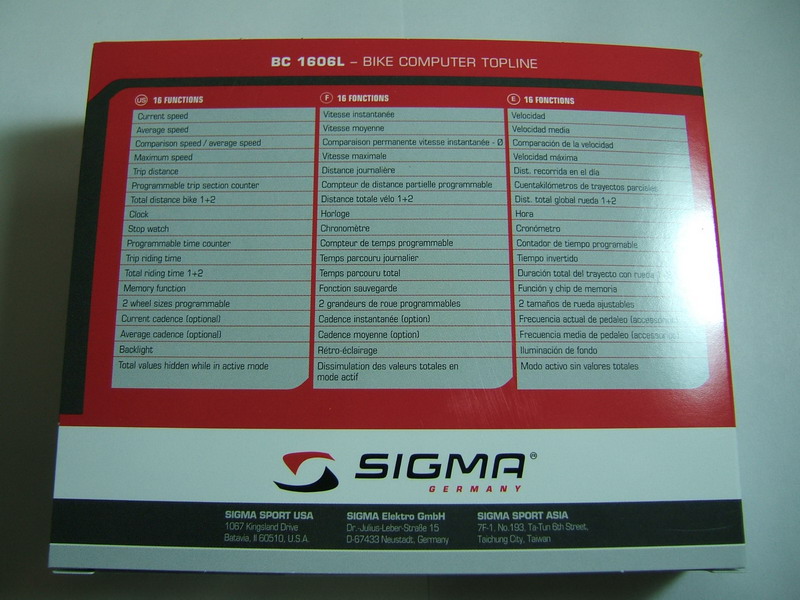 BC 1606L – BIKE COMPUTER TOPLINE
US 16 FUNCTIONS
Current speed
Average speed
Comparison speed / average speed
Maximum speed
Trip distance
Programmable trip section counter
Total distance bike 1+2
Clock
Stop watch
Programmable time counter
Trip riding time
Total riding time 1+2
Memory function
2 wheel sizes programmable
Current cadence (optional)
Average cadence (optional)
Backlight
Total values hidden while in active mode
F 16 FONCTIONS
Vitesse instantanée
Vitesse moyenne
Comparaison permanente vitesse instantanée - Ø
Vitesse maximale
Distance journalière
Compteur de distance partielle programmable
Distance totale vélo 1+2
Horloge
Chronomètre
Compteur de temps programmable
Temps parcouru journalier
Temps parcouru total
Fonction sauvegarde
2 grandeurs de roue programmables
Cadence instantanée (option)
Cadence moyenne (option)
Rétro-éclairage
Dissimulation des valeurs totales en
mode actif
E 16 FONCTIONS
Velocidad
Velocidad media
Comparación de la velocidad
Velocidad máxima
Dist. recorrida en el día
Cuentakilómetros de trayectos parciales
Dist. total global rueda 1+2
Hora
Cronómetro
Contador de tiempo programable
Tiempo invertido
Duración total del trayecto con rueda 1+2
Función y chip de memoria
2 tamaños de rueda ajustables
Frecuencia actual de pedaleo
Frecuencia media de pedaleo
Iluminación de fondo
Modo activo sin valores totales
SIGMA ®
GERMANY
SIGMA SPORT USA
1067 Kingsland Drive
Batavia, Il 60510, U.S.A.
SIGMA Elektro GmbH
Dr.-Julius-Leber-Straße 15
D-67433 Neustadt, Germany
SIGMA SPORT ASIA
7F-1, No.193, Ta-Tun 6th Street,
Taichung City, Taiwan